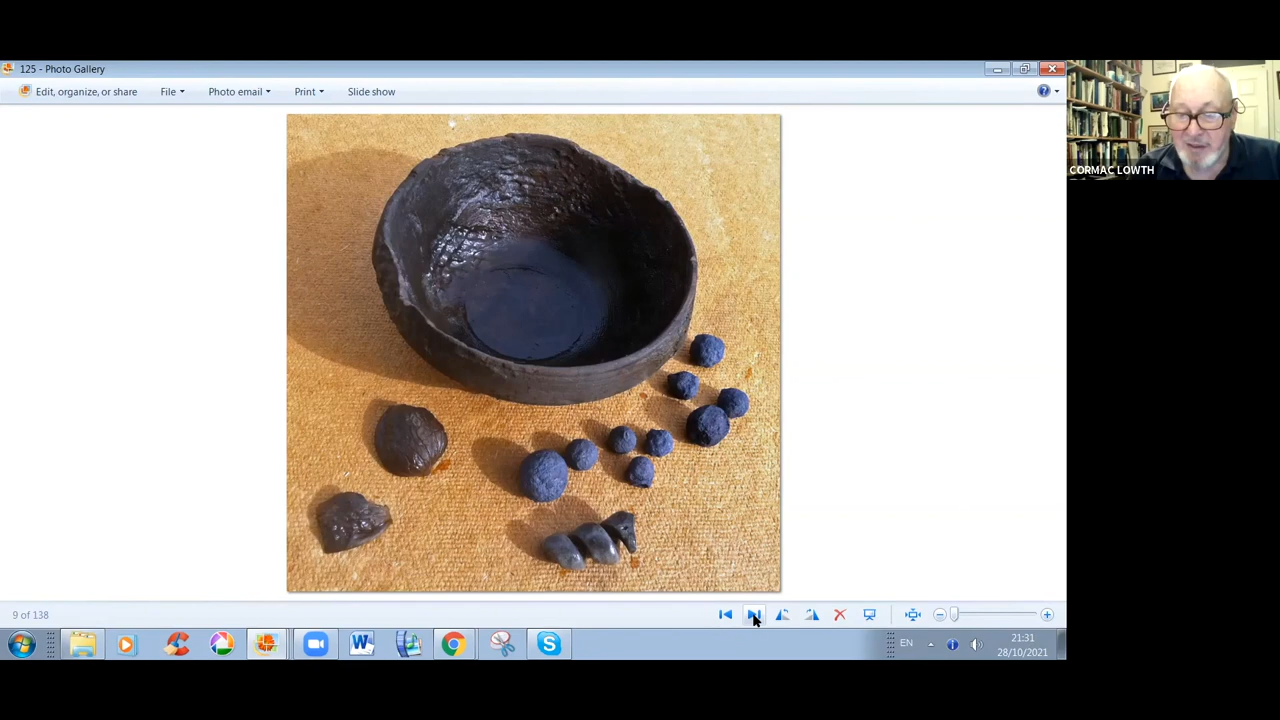 125 - Photo Gallery
Edit, organize, or share File Photo email Print Slide show
CORMAC LOWTH
9 of 138
EN
21:31
28/10/2021